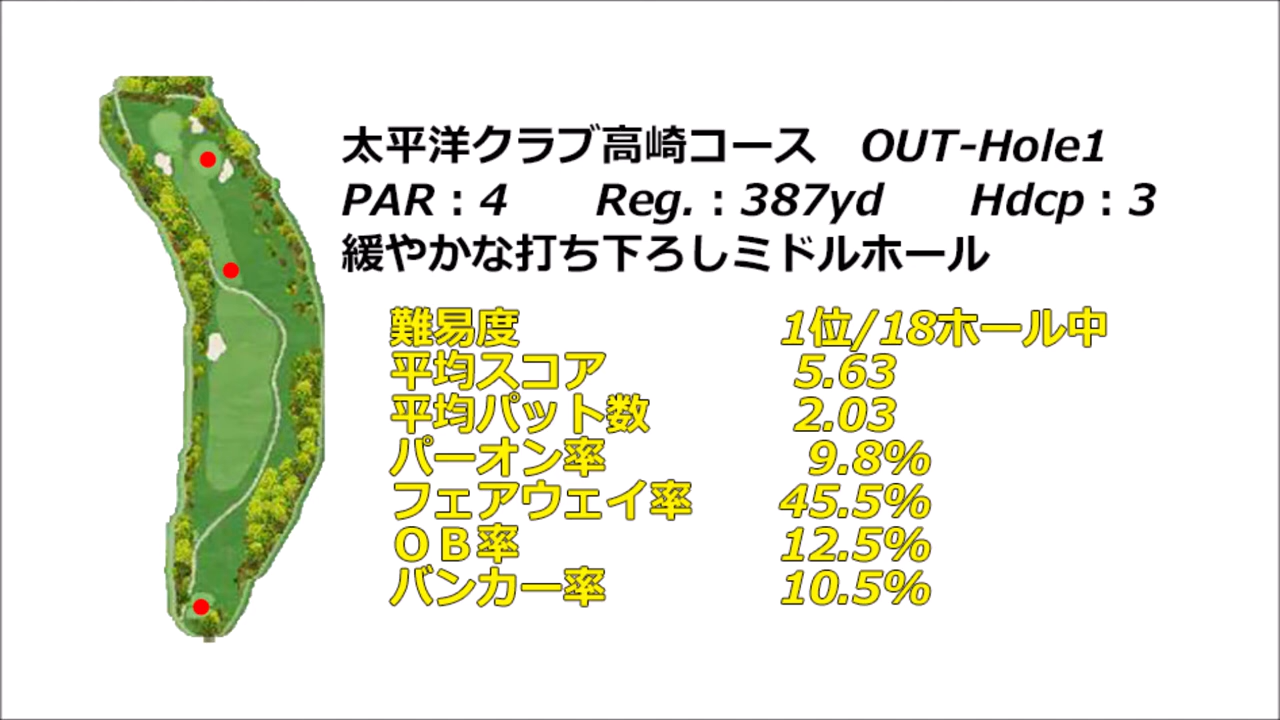 太平洋クラブ高崎コース　OUT-Hole1
PAR：4　　Reg.：387yd　　Hdcp：3
緩やかな打ち下ろしミドルホール
難易度　1位/18ホール中
平均スコア　5.63
平均パット数　2.03
パーオン率　9.8%
フェアウェイ率　45.5%
ＯＢ率　12.5%
バンカー率　10.5%